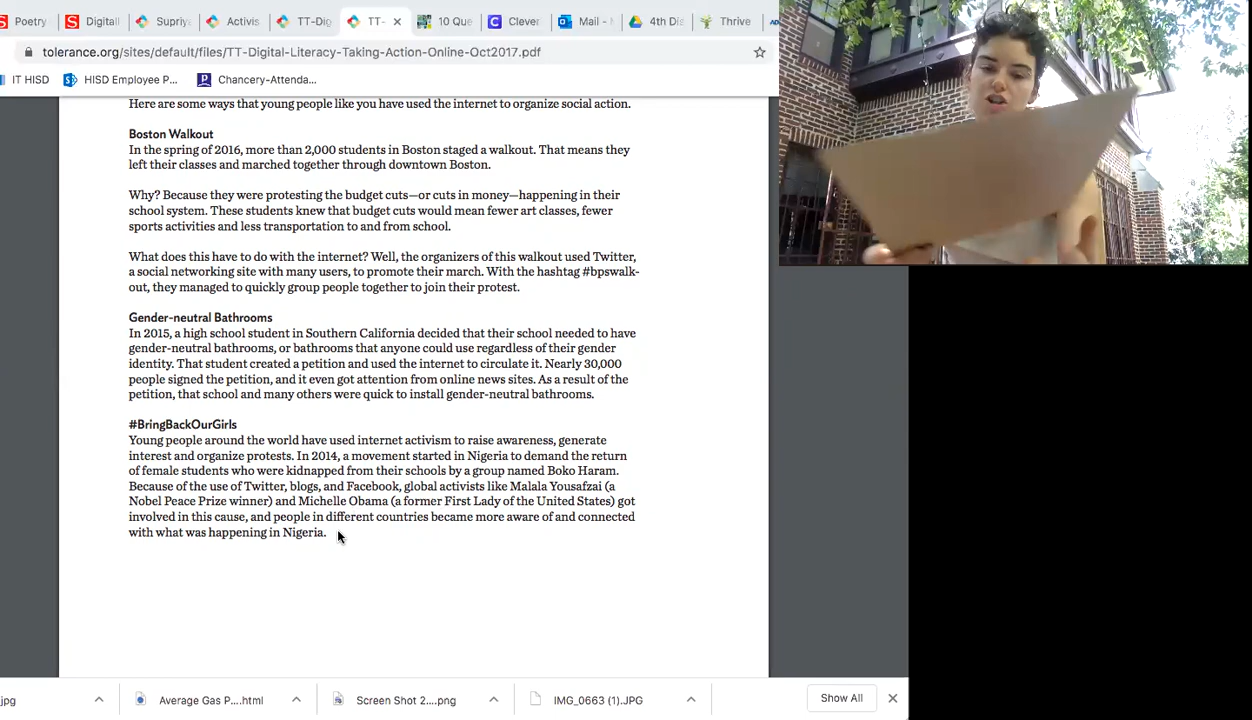 Poetry
Digital
Supriy
Activis
TT-Dig
TT-
10 Que
Clever
Mail -
4th Dis
Thrive
tolerance.org/sites/default/files/TT-Digital-Literacy-Taking-Action-Online-Oct2017.pdf
IT HISD
HISD Employee P...
Chancery-Attenda...
Here are some ways that young people like you have used the internet to organize social action.
Boston Walkout
In the spring of 2016, more than 2,000 students in Boston staged a walkout. That means they
left their classes and marched together through downtown Boston.
Why? Because they were protesting the budget cuts—or cuts in money—happening in their
school system. These students knew that budget cuts would mean fewer art classes, fewer
sports activities and less transportation to and from school.
What does this have to do with the internet? Well, the organizers of this walkout used Twitter,
a social networking site with many users, to promote their march. With the hashtag #bpswalk-
out, they managed to quickly group people together to join their protest.
Gender-neutral Bathrooms
In 2015, a high school student in Southern California decided that their school needed to have
gender-neutral bathrooms, or bathrooms that anyone could use regardless of their gender
identity. That student created a petition and used the internet to circulate it. Nearly 30,000
people signed the petition, and it even got attention from online news sites. As a result of the
petition, that school and many others were quick to install gender-neutral bathrooms.
#BringBackOurGirls
Young people around the world have used internet activism to raise awareness, generate
interest and organize protests. In 2014, a movement started in Nigeria to demand the return
of female students who were kidnapped from their schools by a group named Boko Haram.
Because of the use of Twitter, blogs, and Facebook, global activists like Malala Yousafzai (a
Nobel Peace Prize winner) and Michelle Obama (a former First Lady of the United States) got
involved in this cause, and people in different countries became more aware of and connected
with what was happening in Nigeria.
jpg
Average Gas P....html
Screen Shot 2....png
IMG_0663 (1).JPG
Show All